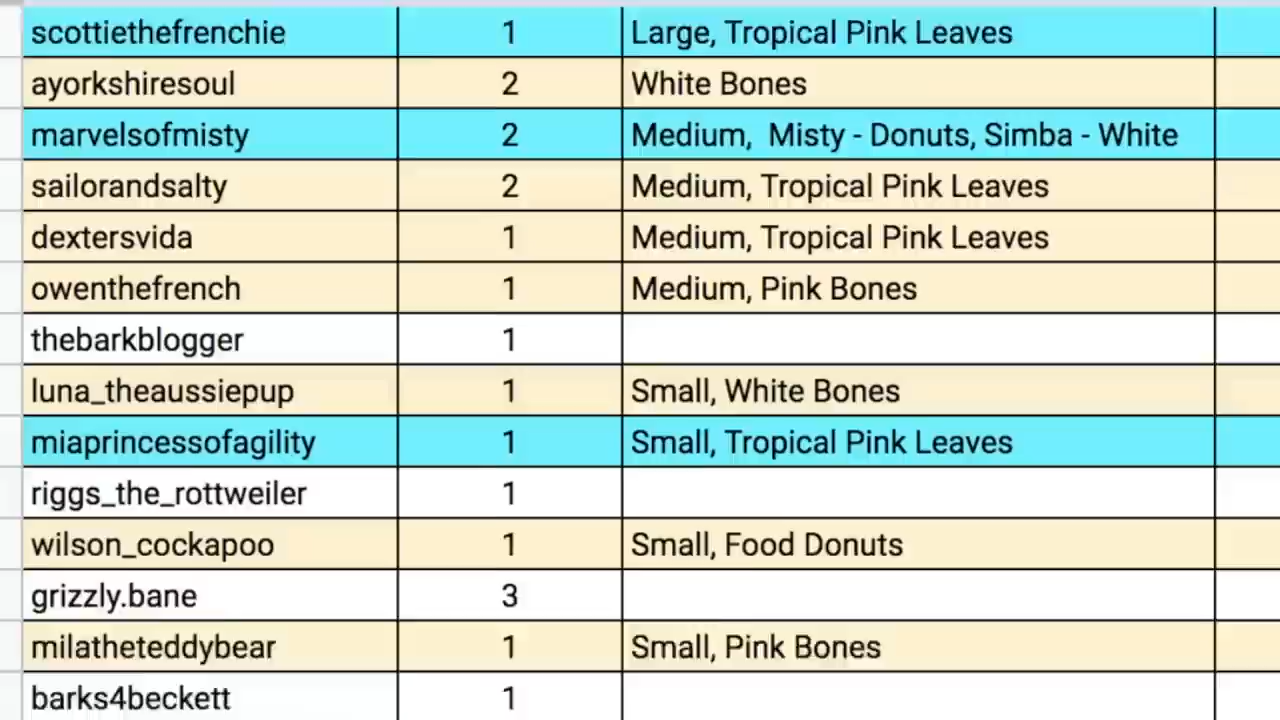 scottiethefrenchie 1 Large, Tropical Pink Leaves
ayorkshiresoul 2 White Bones
marvelsofmisty 2 Medium,  Misty - Donuts, Simba - White
sailorandsalty 2 Medium, Tropical Pink Leaves
dextersvida 1 Medium, Tropical Pink Leaves
owenthefrench 1 Medium, Pink Bones
thebarkblogger 1
luna_theaussiepup 1 Small, White Bones
miaprincessofagility 1 Small, Tropical Pink Leaves
riggs_the_rottweiler 1
wilson_cockapoo 1 Small, Food Donuts
grizzly.bane 3
milatheteddybear 1 Small, Pink Bones
barks4beckett 1